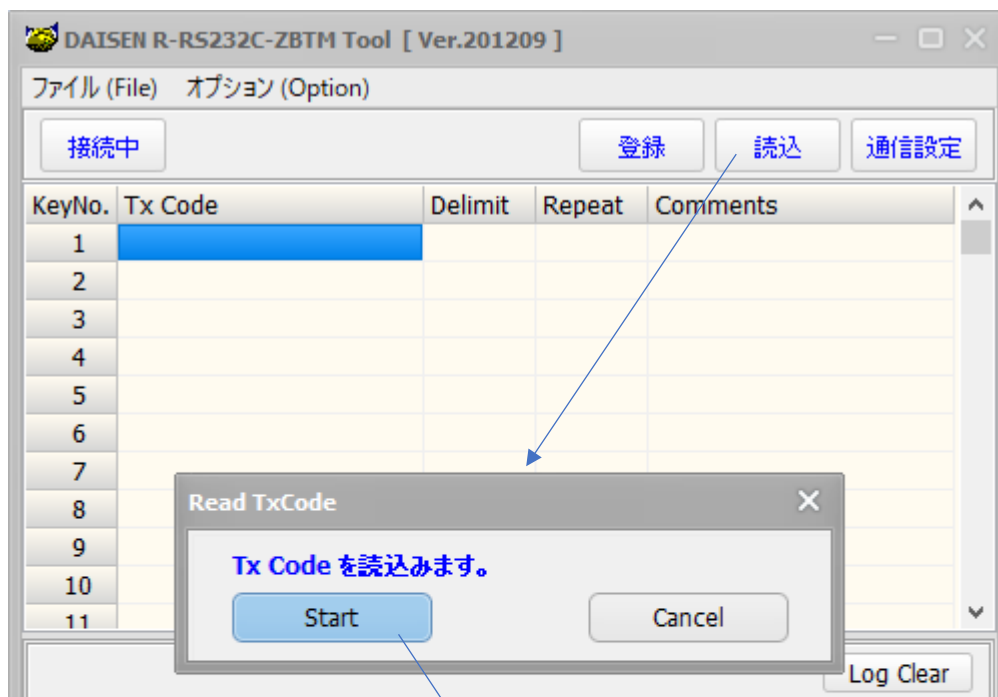 DAISEN R-RS232C-ZBTM Tool [ Ver.201209 ]
ファイル (File) オプション (Option)
接続中 登録 読込 通信設定
KeyNo. Tx Code Delimit Repeat Comments
1
2
3
4
5
6
7
8
9
10
11
Read TxCode
Tx Code を読込みます。
Start Cancel
Log Clear